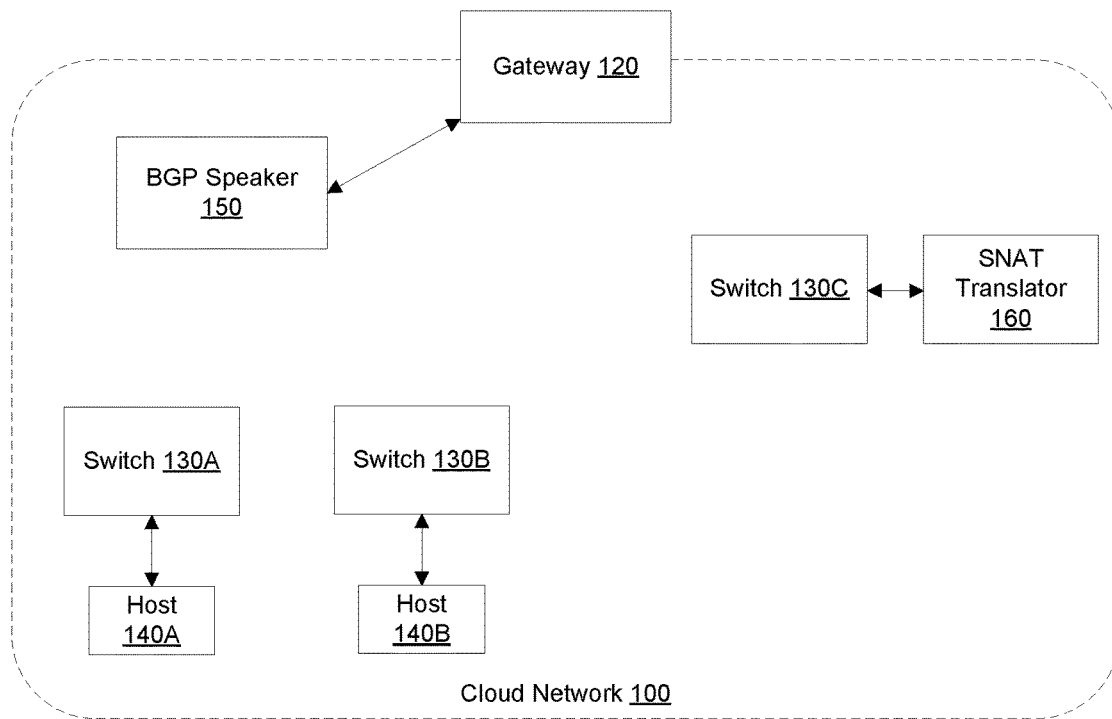 Gateway 120
BGP Speaker
150
Switch 130C
SNAT
Translator
160
Switch 130A
Switch 130B
Host
140A
Host
140B
Cloud Network 100